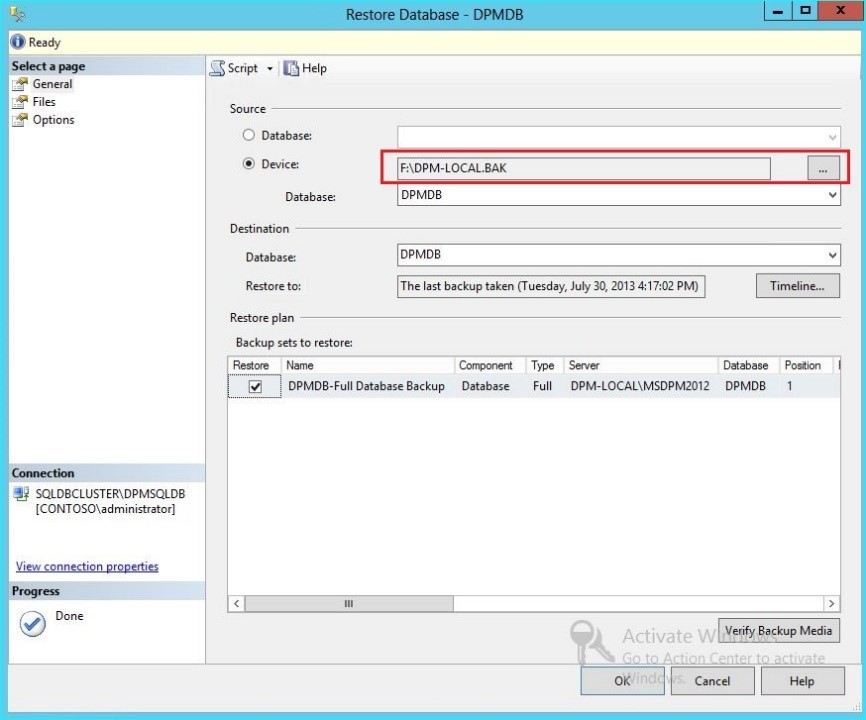 Restore Database - DPMDB
Ready
Select a page
General
Files
Options
Script
Help
Source
Database:
Device:
F:\DPM-LOCAL.BAK
...
Database:
DPMDB
Destination
Database:
DPMDB
Restore to:
The last backup taken (Tuesday, July 30, 2013 4:17:02 PM)
Timeline...
Restore plan
Backup sets to restore:
Restore Name Component Type Server Database Position
DPMDB-Full Database Backup Database Full DPM-LOCAL\MSDPM2012 DPMDB 1
Connection
SQLDBCLUSTER\DPMSQLDB
[CONTOSO\administrator]
View connection properties
Progress
Done
Verify Backup Media
Activate Windows
Go to Action Center to activate
Windows.
OK
Cancel
Help